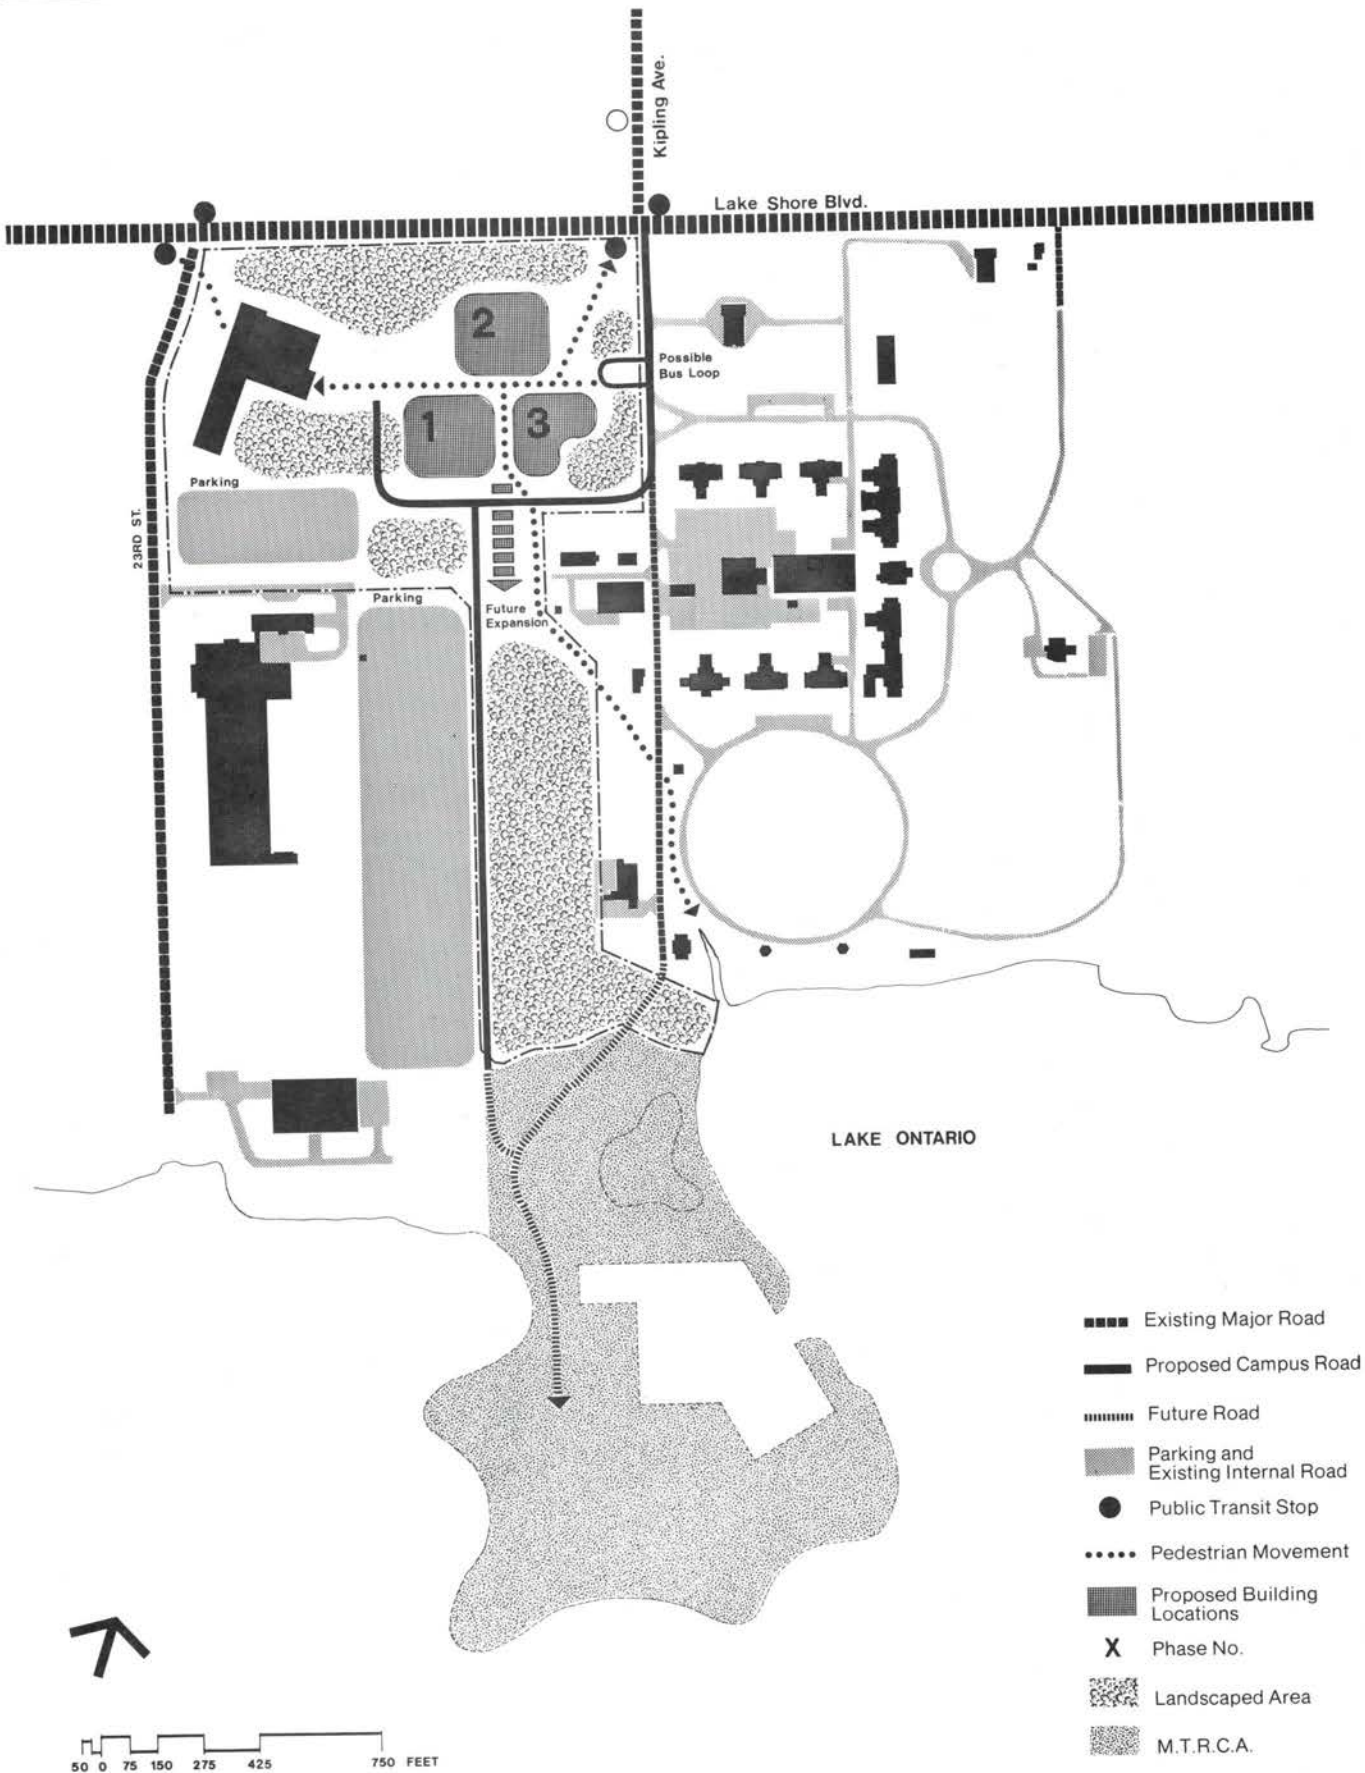 Kipling Ave.
Lake Shore Blvd.
2
Possible
Bus Loop
1
3
Parking
23RD ST.
Parking
Future
Expansion
LAKE ONTARIO
Existing Major Road
Proposed Campus Road
Future Road
Parking and
Existing Internal Road
Public Transit Stop
Pedestrian Movement
Proposed Building
Locations
X Phase No.
Landscaped Area
M.T.R.C.A.
50 0 75 150 275 425 750 FEET